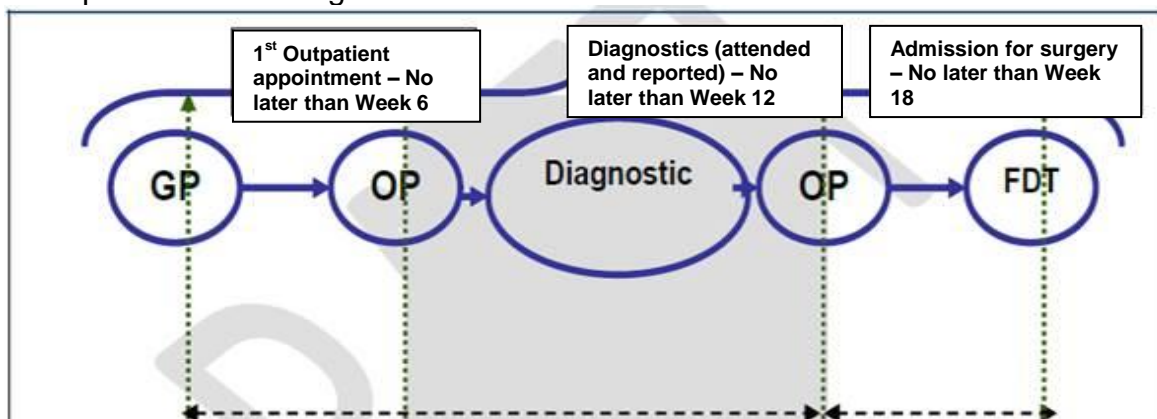 1st Outpatient
appointment – No
later than Week 6
Diagnostics (attended
and reported) – No
later than Week 12
Admission for surgery
– No later than Week
18
GP
OP
Diagnostic
OP
FDT